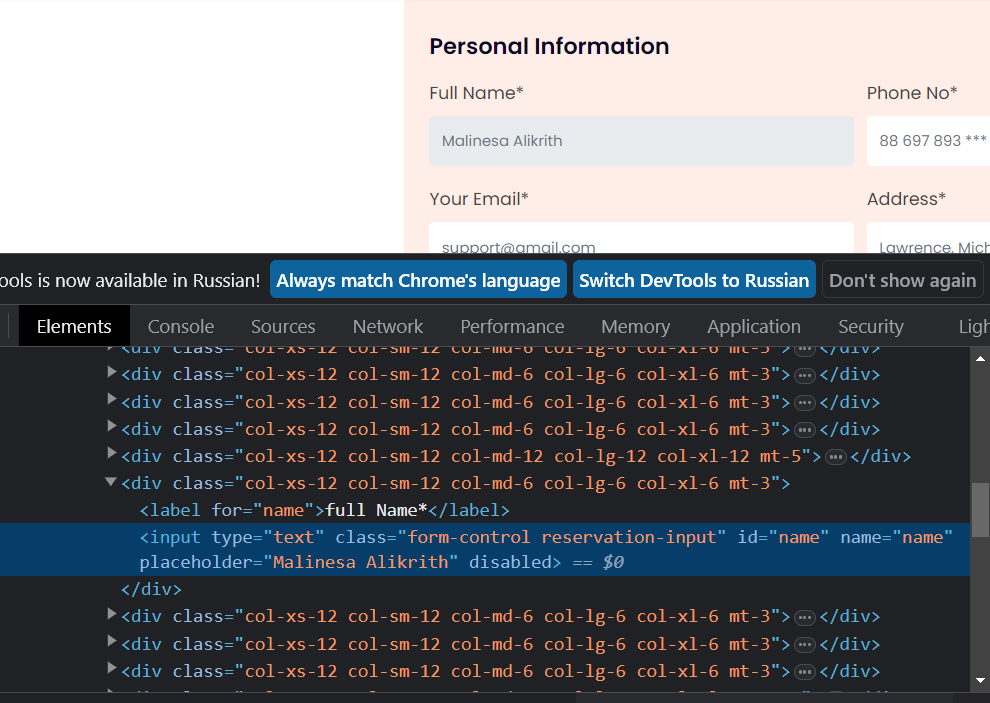 Personal Information
Full Name* Phone No*
Malinesa Alikrith 88 697 893 ***
Your Email* Address*
support@gmail.com Lawrence, Mich
ools is now available in Russian! Always match Chrome's language Switch DevTools to Russian Don't show again
Elements Console Sources Network Performance Memory Application Security Ligh
<div class="col-xs-12 col-sm-12 col-md-6 col-lg-6 col-xl-6 mt-3">…</div>
<div class="col-xs-12 col-sm-12 col-md-6 col-lg-6 col-xl-6 mt-3">…</div>
<div class="col-xs-12 col-sm-12 col-md-6 col-lg-6 col-xl-6 mt-3">…</div>
<div class="col-xs-12 col-sm-12 col-md-6 col-lg-6 col-xl-6 mt-3">…</div>
<div class="col-xs-12 col-sm-12 col-md-12 col-lg-12 col-xl-12 mt-5">…</div>
<div class="col-xs-12 col-sm-12 col-md-6 col-lg-6 col-xl-6 mt-3">
<label for="name">full Name*</label>
<input type="text" class="form-control reservation-input" id="name" name="name"
placeholder="Malinesa Alikrith" disabled> == $0
</div>
<div class="col-xs-12 col-sm-12 col-md-6 col-lg-6 col-xl-6 mt-3">…</div>
<div class="col-xs-12 col-sm-12 col-md-6 col-lg-6 col-xl-6 mt-3">…</div>
<div class="col-xs-12 col-sm-12 col-md-6 col-lg-6 col-xl-6 mt-3">…</div>